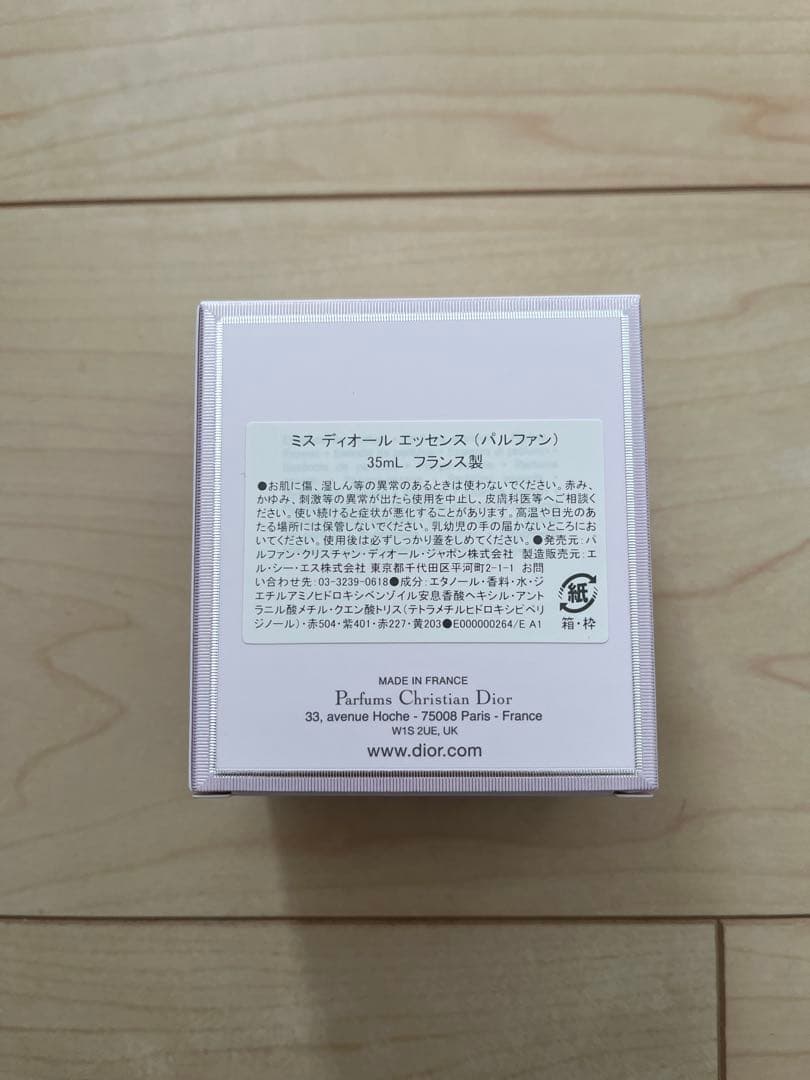 ミス ディオール エッセンス （パルファン）
35mL フランス製
●お肌に傷、湿しん等の異常のあるときは使わないでください。赤み、
かゆみ、刺激等の異常が出たら使用を中止し、皮膚科医等へご相談く
ださい。使い続けると症状が悪化することがあります。高温や日光のあ
たる場所には保管しないでください。乳幼児の手の届かないところにお
いてください。使用後は必ずしっかり蓋をしめてください。●発売元：パ
ルファン・クリスチャン・ディオール・ジャポン株式会社 製造販売元：エ
ル・シー・エス株式会社 東京都千代田区平河町2-1-1 お問
い合わせ先：03-3239-0618●成分：エタノール・香料・水・ジ
エチルアミノヒドロキシベンゾイル安息香酸ヘキシル・アント
ラニル酸メチル・クエン酸トリス（テトラメチルヒドロキシピペリ
ジノール）・赤504・紫401・赤227・黄203●E000000264/E A1
紙
箱・枠
MADE IN FRANCE
Parfums Christian Dior
33, avenue Hoche - 75008 Paris - France
W1S 2UE, UK
www.dior.com